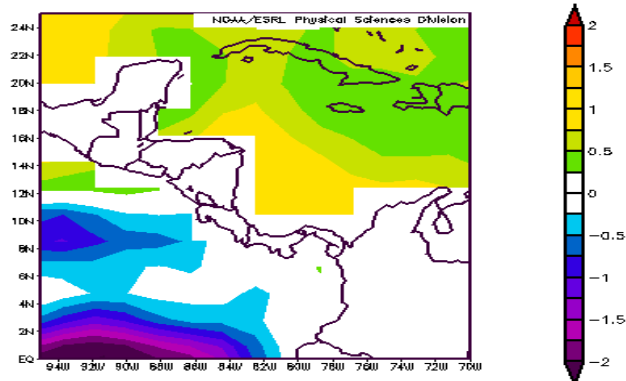 NOAA/ESRL Physical Sciences Division
24N
22N
20N
18N
16N
14N
12N
10N
8N
6N
4N
2N
EQ
94W 92W 90W 88W 86W 84W 82W 80W 78W 76W 74W 72W 70W
2
1.5
1
0.5
0
−0.5
−1
−1.5
−2